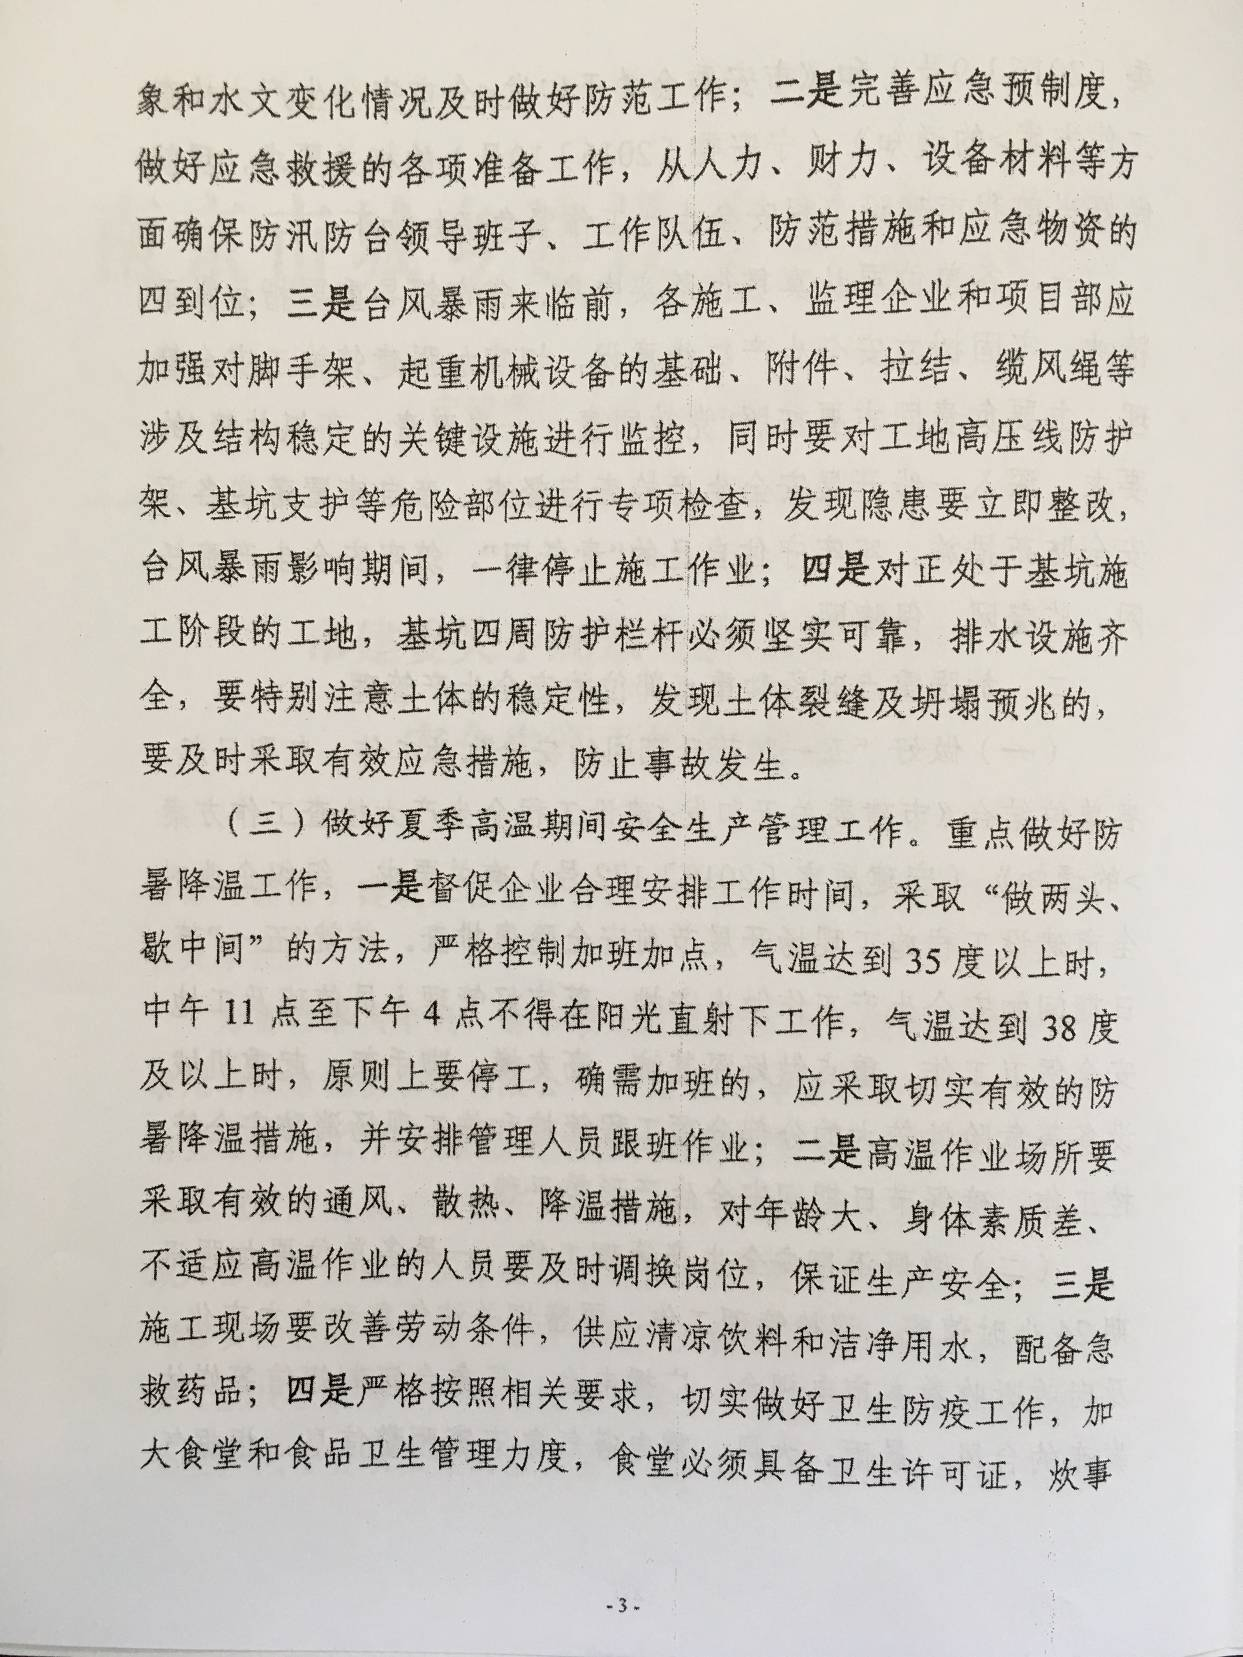 象和水文变化情况及时做好防范工作；二是完善应急预制度，
做好应急救援的各项准备工作，从人力、财力、设备材料等方
面确保防汛防台领导班子、工作队伍、防范措施和应急物资的
四到位；三是台风暴雨来临前，各施工、监理企业和项目部应
加强对脚手架、起重机械设备的基础、附件、拉结、缆风绳等
涉及结构稳定的关键设施进行监控，同时要对工地高压线防护
架、基坑支护等危险部位进行专项检查，发现隐患要立即整改，
台风暴雨影响期间，一律停止施工作业；四是对正处于基坑施
工阶段的工地，基坑四周防护栏杆必须坚实可靠，排水设施齐
全，要特别注意土体的稳定性，发现土体裂缝及坍塌预兆的，
要及时采取有效应急措施，防止事故发生。
（三）做好夏季高温期间安全生产管理工作。重点做好防
暑降温工作，一是督促企业合理安排工作时间，采取“做两头、
歇中间”的方法，严格控制加班加点，气温达到 35 度以上时，
中午 11 点至下午 4 点不得在阳光直射下工作，气温达到 38 度
及以上时，原则上要停工，确需加班的，应采取切实有效的防
暑降温措施，并安排管理人员跟班作业；二是高温作业场所要
采取有效的通风、散热、降温措施，对年龄大、身体素质差、
不适应高温作业的人员要及时调换岗位，保证生产安全；三是
施工现场要改善劳动条件，供应清凉饮料和洁净用水，配备急
救药品；四是严格按照相关要求，切实做好卫生防疫工作，加
大食堂和食品卫生管理力度，食堂必须具备卫生许可证，炊事
- 3 -